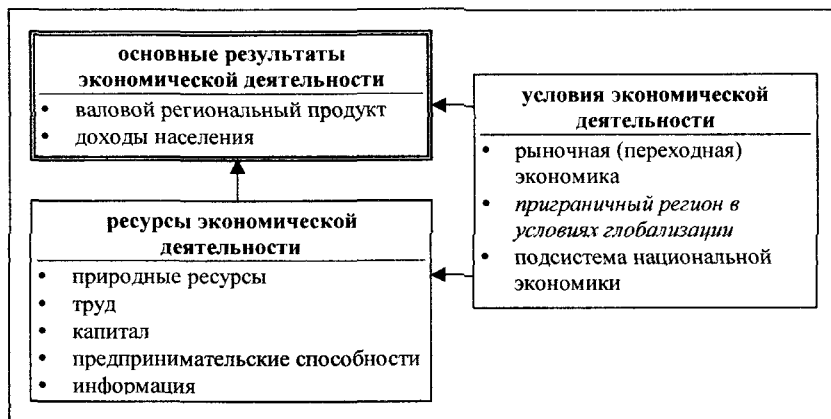 основные результаты
экономической деятельности
• валовой региональный продукт
• доходы населения
условия экономической
деятельности
• рыночная (переходная)
экономика
• приграничный регион в
условиях глобализации
• подсистема национальной
экономики
ресурсы экономической
деятельности
• природные ресурсы
• труд
• капитал
• предпринимательские способности
• информация